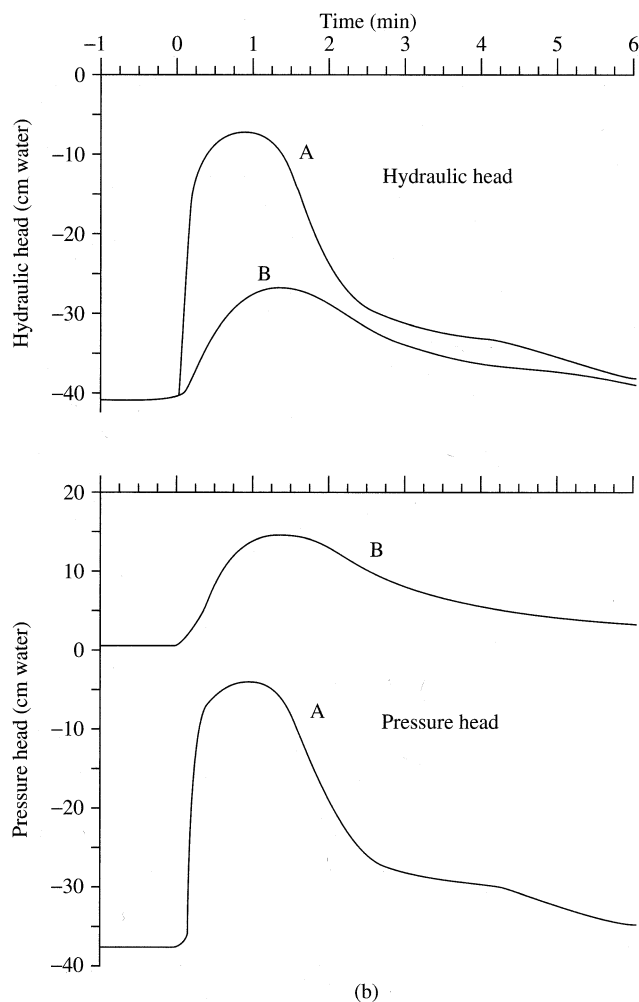 Time (min)
−1 0 1 2 3 4 5 6
0
−10
−20
−30
−40
Hydraulic head (cm water)
A
Hydraulic head
B
20
10
0
−10
−20
−30
−40
Pressure head (cm water)
B
A
Pressure head
(b)